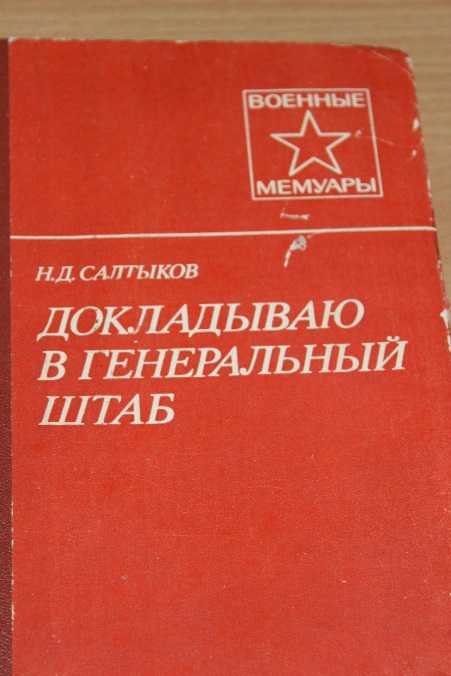 ВОЕННЫЕ
МЕМУАРЫ
Н.Д. САЛТЫКОВ
ДОКЛАДЫВАЮ
В ГЕНЕРАЛЬНЫЙ
ШТАБ